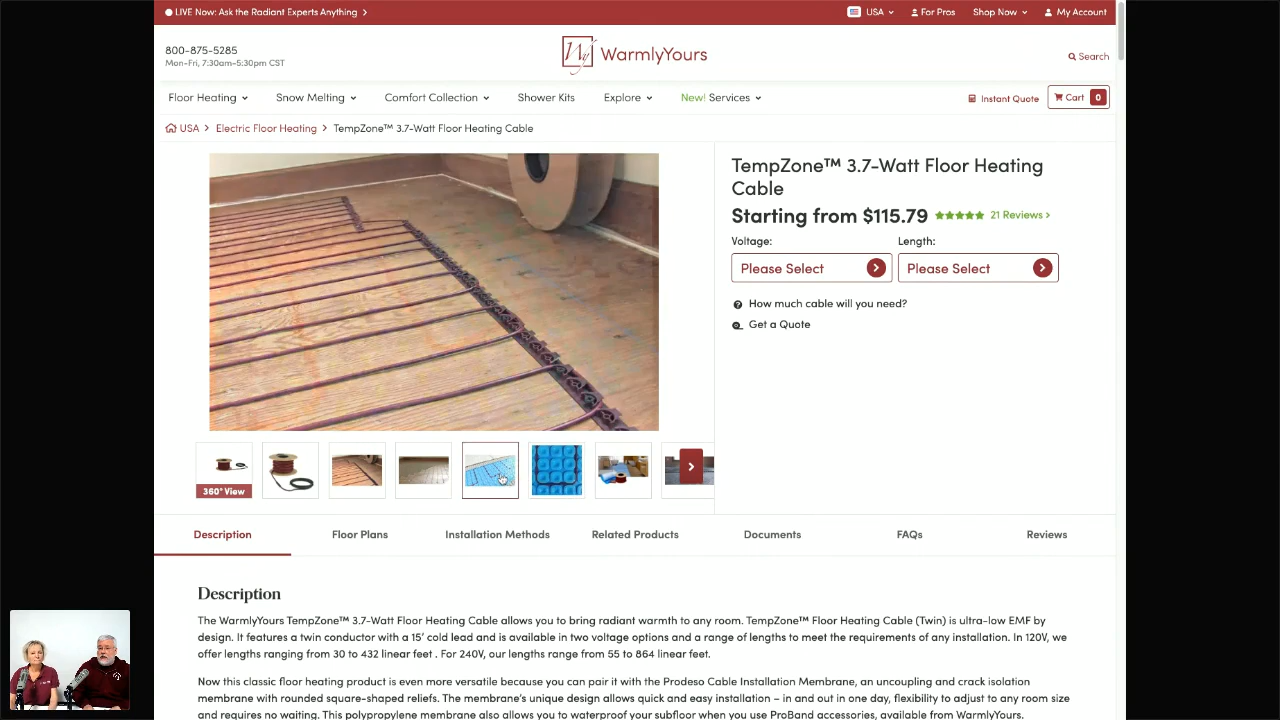 LIVE Now: Ask the Radiant Experts Anything
USA
For Pros
Shop Now
My Account
800-875-5285
Mon-Fri, 7:30am-5:30pm CST
Wy WarmlyYours
Search
Floor Heating
Snow Melting
Comfort Collection
Shower Kits
Explore
New! Services
Instant Quote
Cart 0
USA > Electric Floor Heating > TempZone™ 3.7-Watt Floor Heating Cable
TempZone™ 3.7-Watt Floor Heating
Cable
Starting from $115.79
21 Reviews >
Voltage:
Length:
Please Select
Please Select
How much cable will you need?
Get a Quote
360° View
Description
Floor Plans
Installation Methods
Related Products
Documents
FAQs
Reviews
Description
The WarmlyYours TempZone™ 3.7-Watt Floor Heating Cable allows you to bring radiant warmth to any room. TempZone™ Floor Heating Cable (Twin) is ultra-low EMF by
design. It features a twin conductor with a 15' cold lead and is available in two voltage options and a range of lengths to meet the requirements of any installation. In 120V, we
offer lengths ranging from 30 to 432 linear feet . For 240V, our lengths range from 55 to 864 linear feet.
Now this classic floor heating product is even more versatile because you can pair it with the Prodeso Cable Installation Membrane, an uncoupling and crack isolation
membrane with rounded square-shaped reliefs. The membrane's unique design allows quick and easy installation – in and out in one day, flexibility to adjust to any room size
and requires no waiting. This polypropylene membrane also allows you to waterproof your subfloor when you use ProBand accessories, available from WarmlyYours.